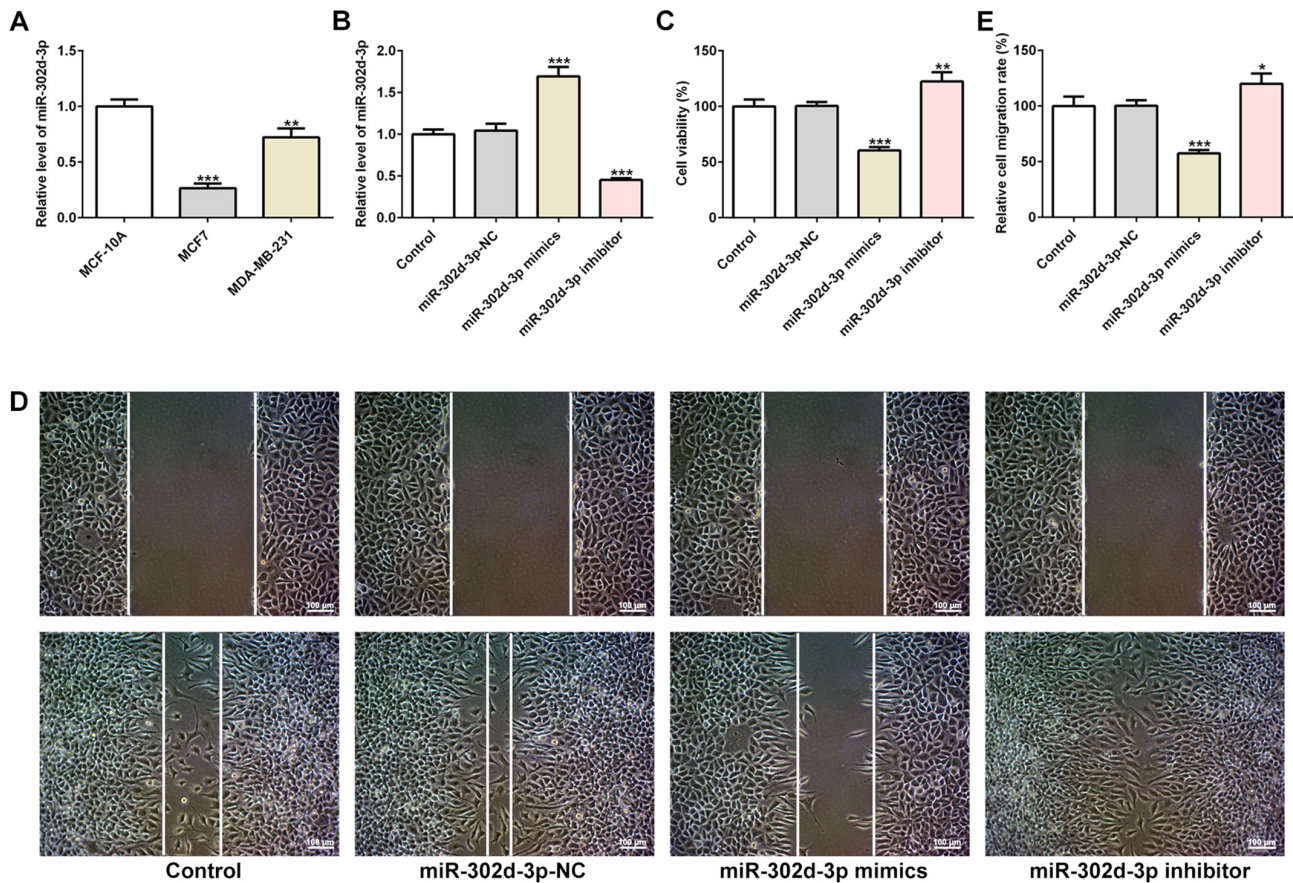 A
Relative level of miR-302d-3p
1.5
1.0
0.5
0.0
***
**
MCF-10A
MCF7
MDA-MB-231
B
Relative level of miR-302d-3p
2.0
1.5
1.0
0.5
0.0
***
***
Control
miR-302d-3p-NC
miR-302d-3p mimics
miR-302d-3p inhibitor
C
Cell viability (%)
150
100
50
0
***
**
Control
miR-302d-3p-NC
miR-302d-3p mimics
miR-302d-3p inhibitor
E
Relative cell migration rate (%)
150
100
50
0
***
*
Control
miR-302d-3p-NC
miR-302d-3p mimics
miR-302d-3p inhibitor
D
100 μm
100 μm
100 μm
100 μm
100 μm
100 μm
100 μm
100 μm
Control
miR-302d-3p-NC
miR-302d-3p mimics
miR-302d-3p inhibitor